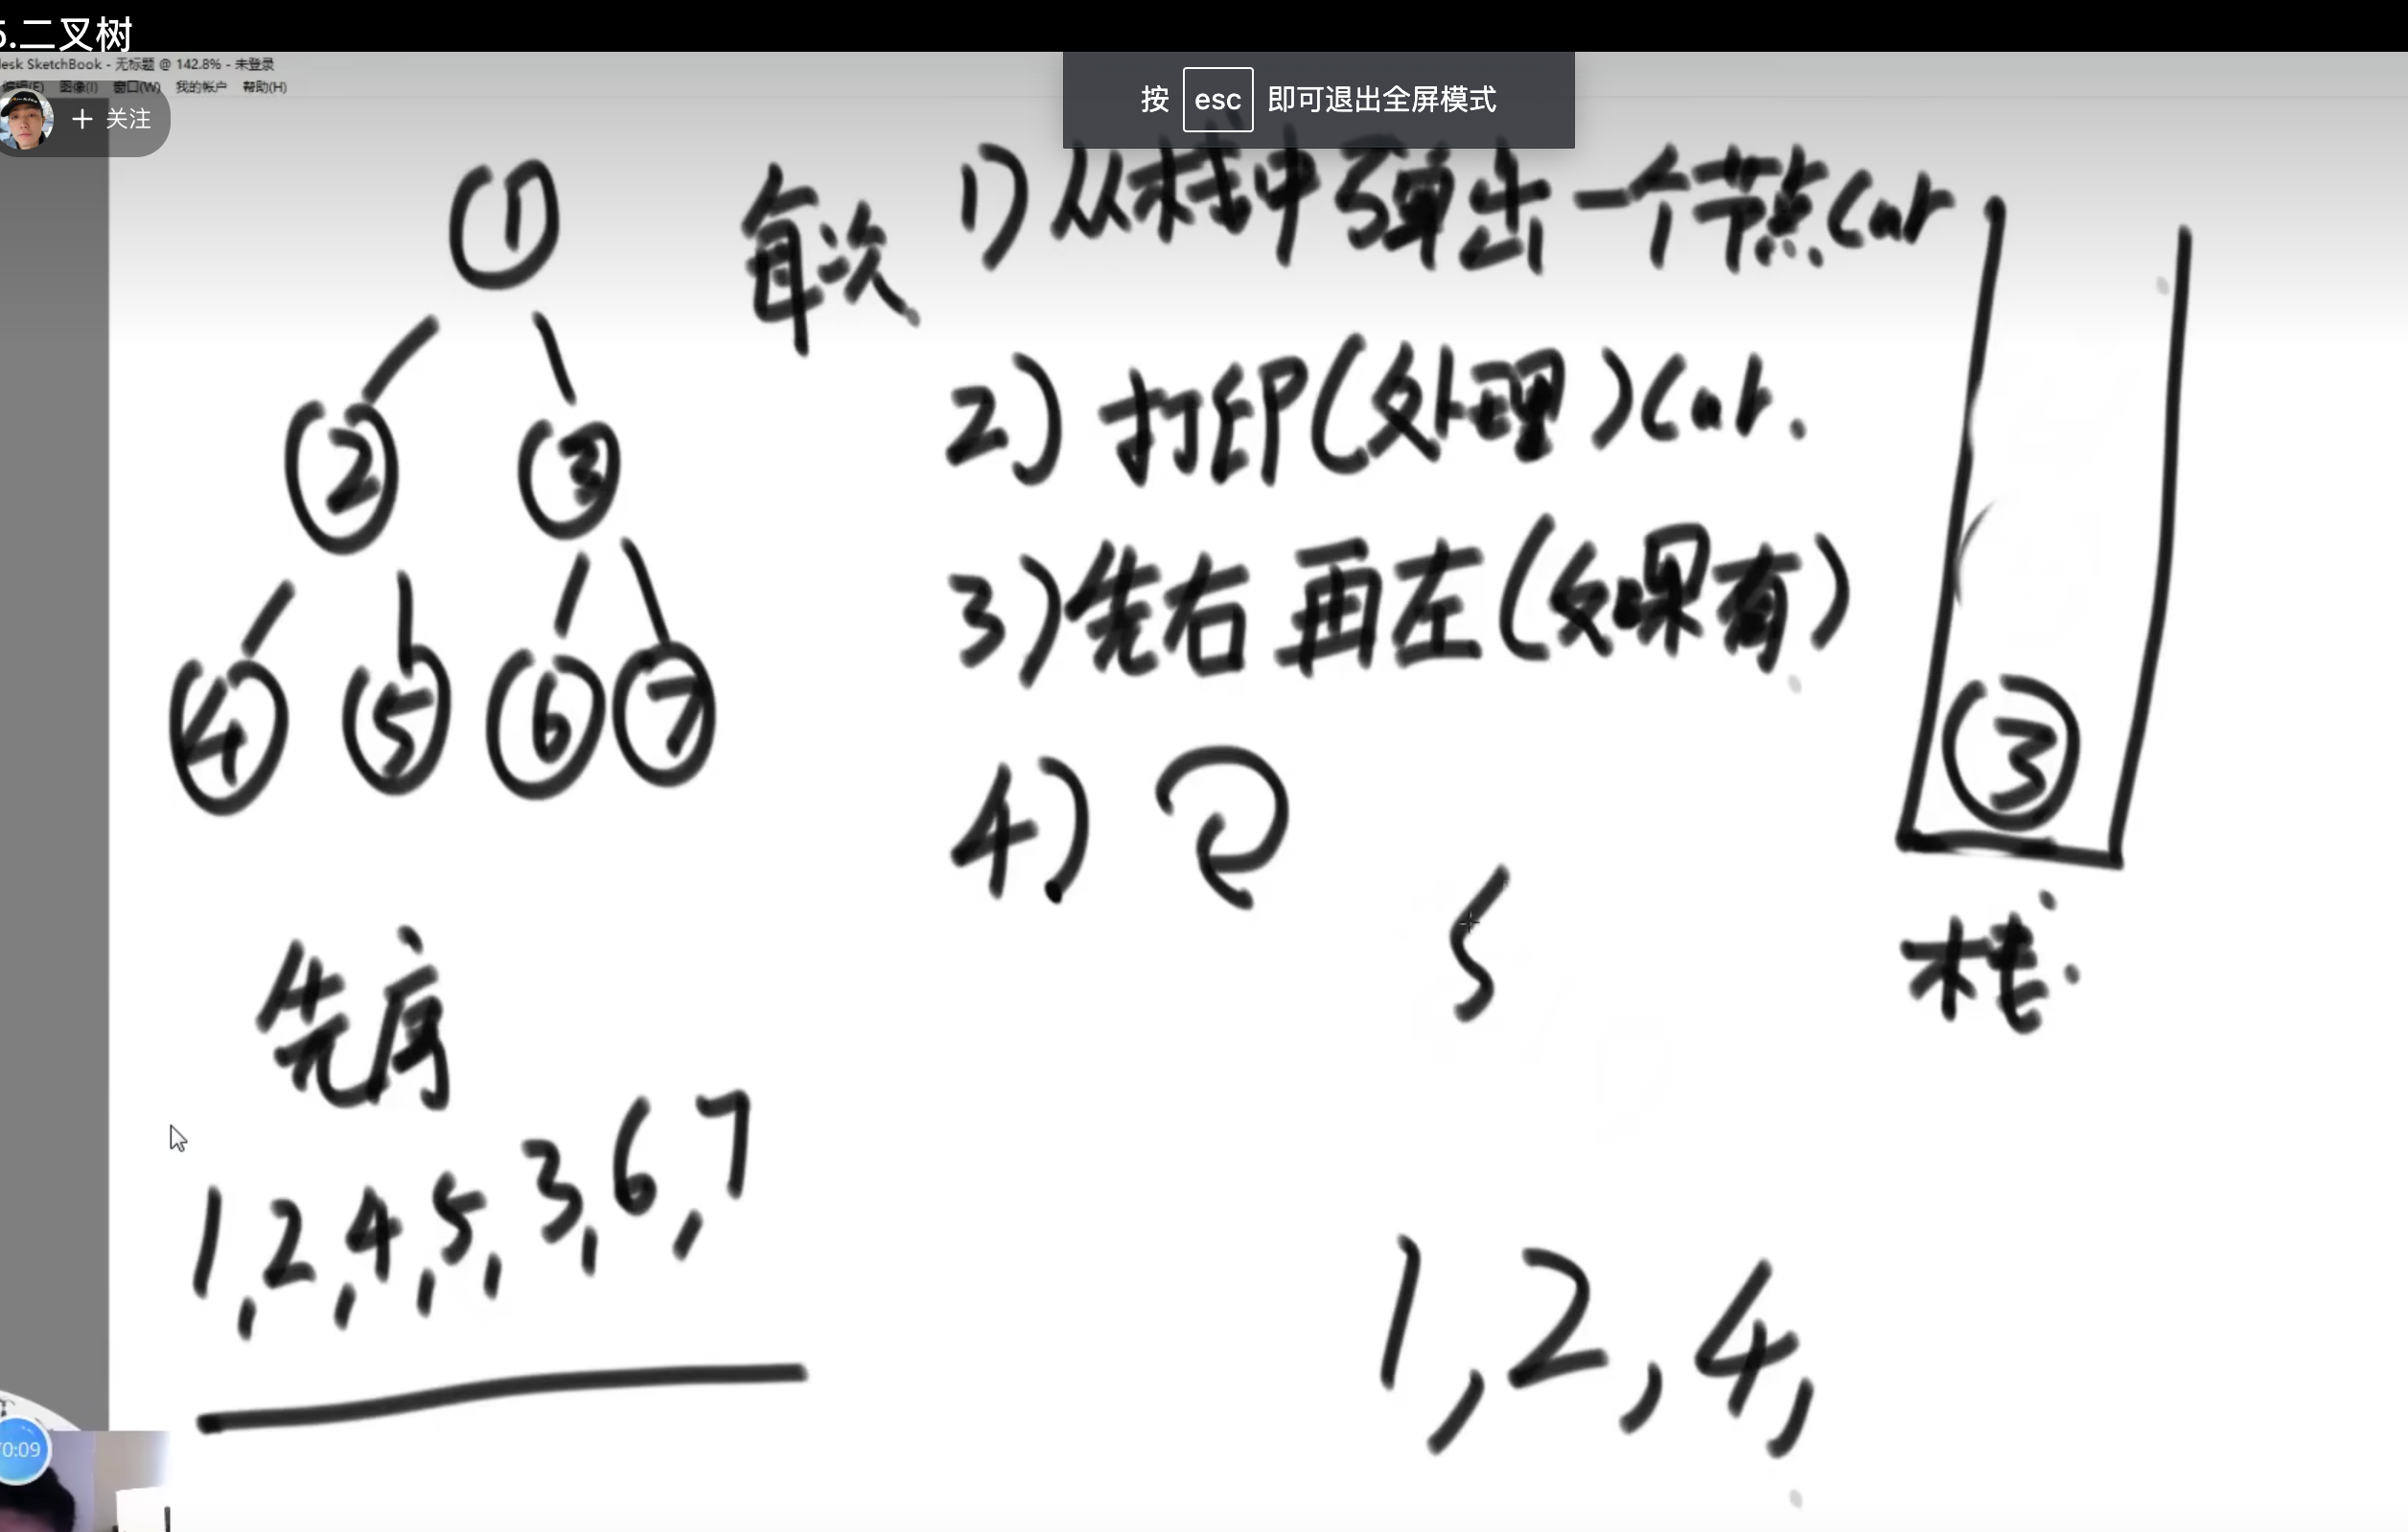 5.二叉树
desk SketchBook - 无标题 @ 142.8% - 未登录
编辑(E) 图像(I) 窗口(W) 我的帐户 帮助(H)
+ 关注
按 esc 即可退出全屏模式
1
2 3
4 5 6 7
每次
1) 从栈中弹出一个节点cur
2) 打印(处理)cur.
3) 先右再左(如果有)
4)
5
3
栈
先序
1,2,4,5,3,6,7
1,2,4,
0:09